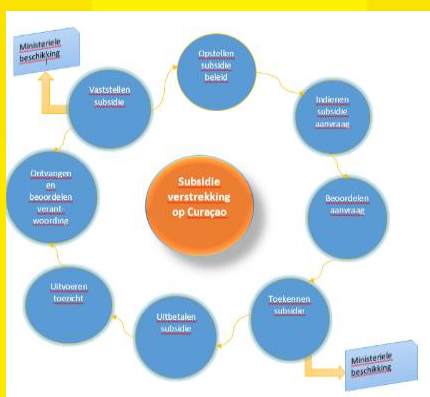 Ministeriele
beschikking
Opstellen
subsidie
beleid
Vaststellen
subsidie
Indienen
subsidie
aanvraag
Ontvangen
en
beoordelen
verant-
woording
Subsidie
verstrekking
op Curaçao
Beoordelen
aanvraag
Uitvoeren
toezicht
Toekennen
subsidie
Uitbetalen
subsidie
Ministeriele
beschikking